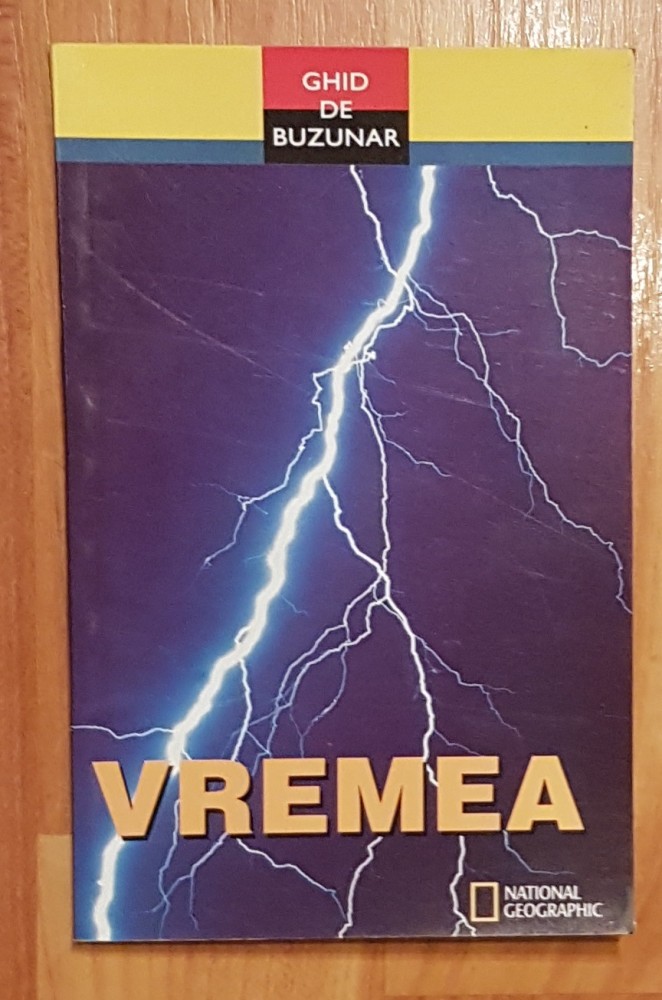 GHID
DE
BUZUNAR
VREMEA
NATIONAL
GEOGRAPHIC